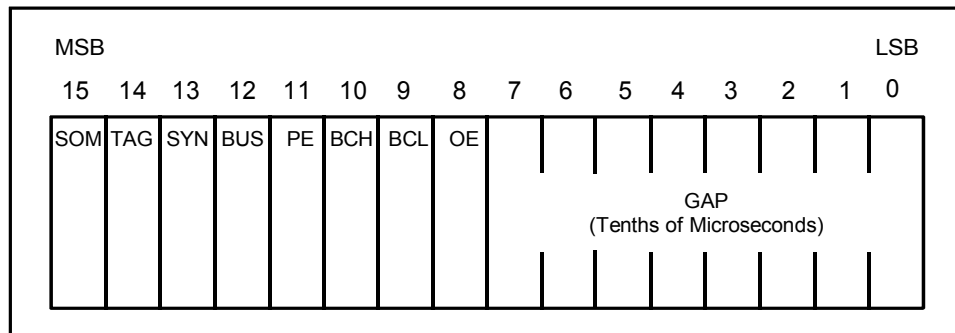 MSB LSB
15 14 13 12 11 10 9 8 7 6 5 4 3 2 1 0
SOM TAG SYN BUS PE BCH BCL OE
GAP
(Tenths of Microseconds)